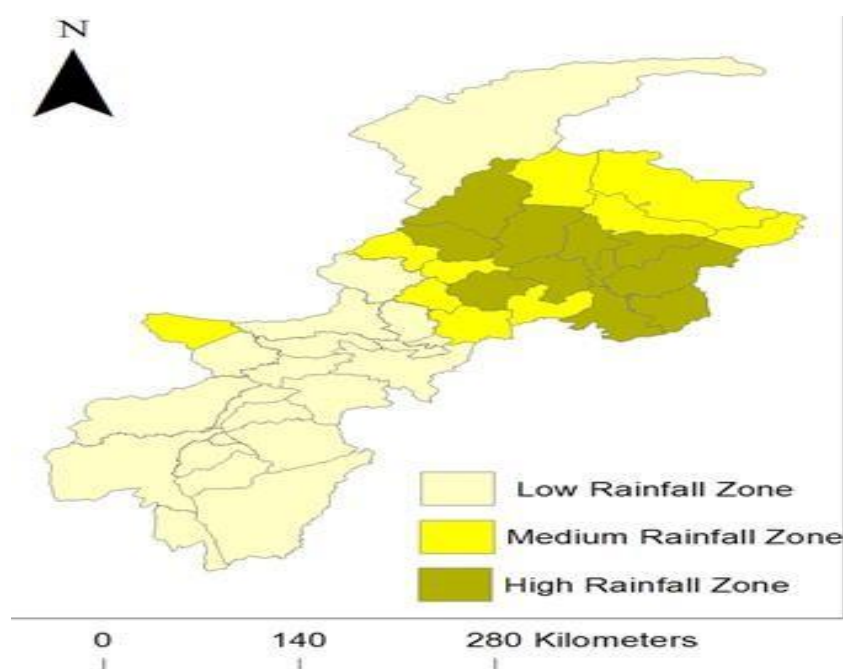 N
Low Rainfall Zone
Medium Rainfall Zone
High Rainfall Zone
0 140 280 Kilometers